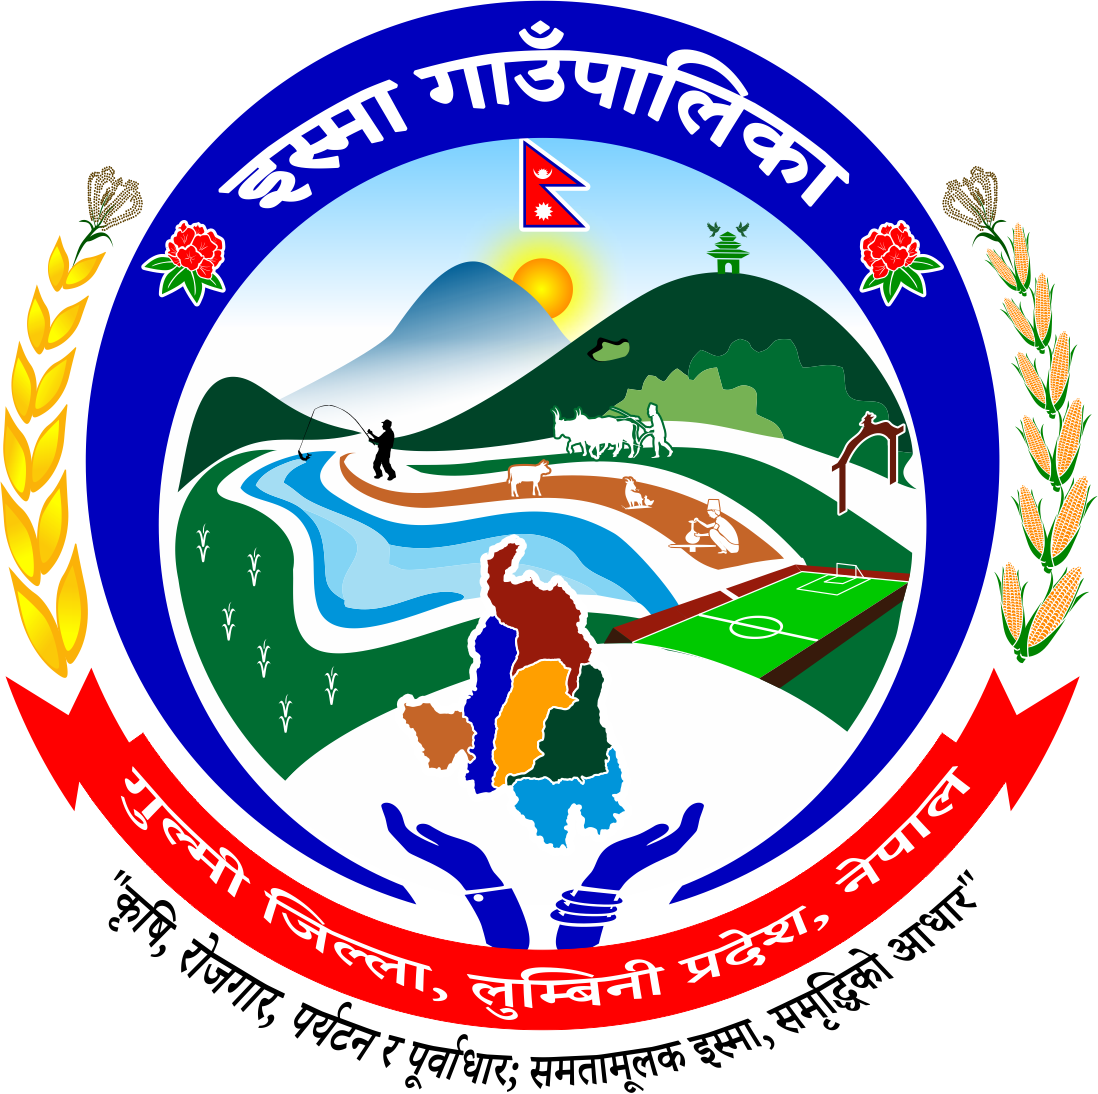 इस्मा गाउँपालिका
गुल्मी जिल्ला, लुम्बिनी प्रदेश, नेपाल
"कृषि, रोजगार, पर्यटन र पूर्वाधार; समतामूलक इस्मा, समृद्धिको आधार"